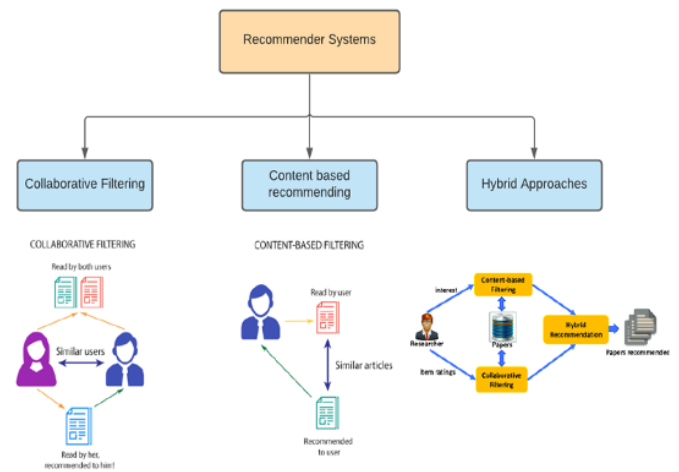 Recommender Systems
Collaborative Filtering
Content based
recommending
Hybrid Approaches
COLLABORATIVE FILTERING
Read by both users
Similar users
Read by her,
recommended to him!
CONTENT-BASED FILTERING
Read by user
Similar articles
Recommended
to user
Content-based
Filtering
Interest
Researcher
Papers
Hybrid
Recommendation
Papers recommended
Item ratings
Collaborative
Filtering